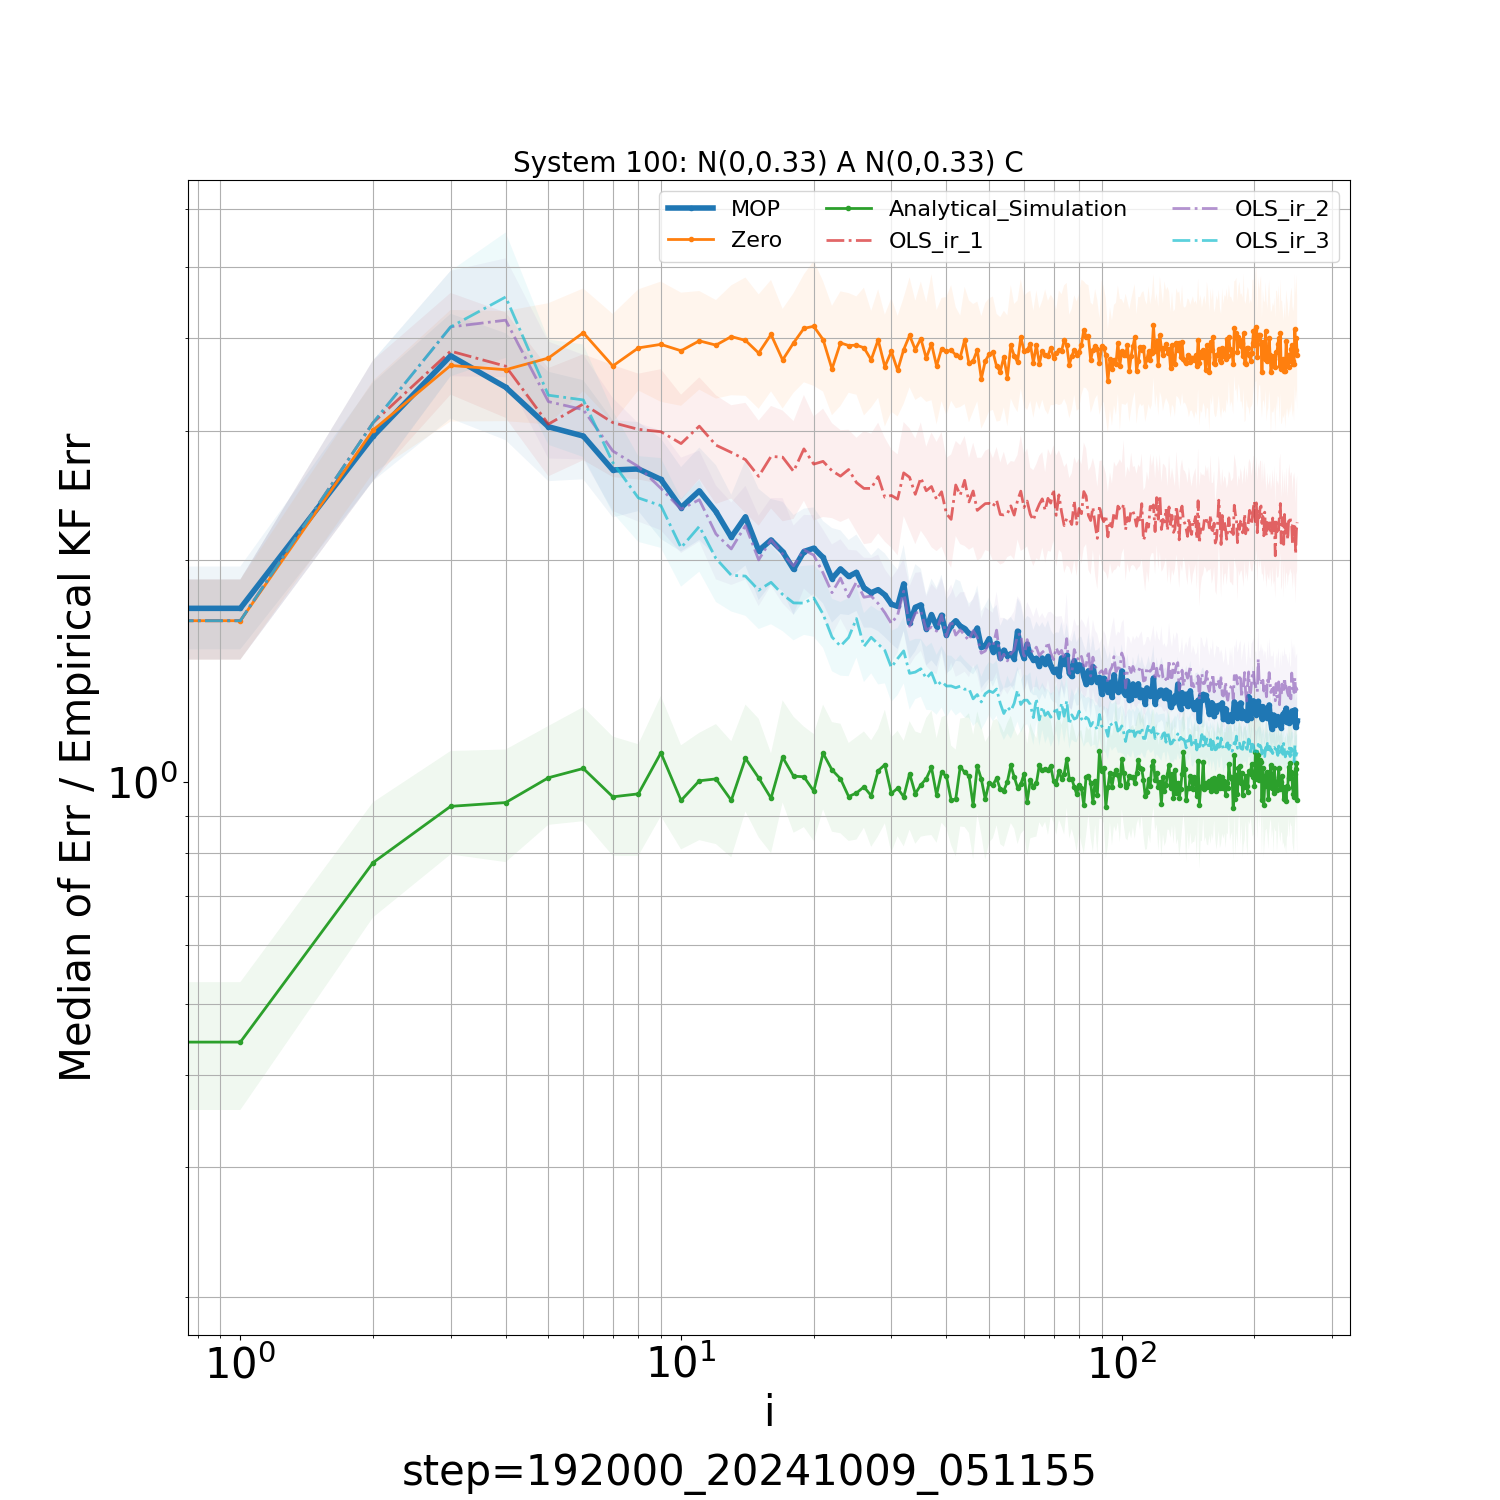 System 100: N(0,0.33) A N(0,0.33) C
MOP
Zero
Analytical_Simulation
OLS_ir_1
OLS_ir_2
OLS_ir_3
Median of Err / Empirical KF Err
10⁰
10⁰ 10¹ 10²
i
step=192000_20241009_051155